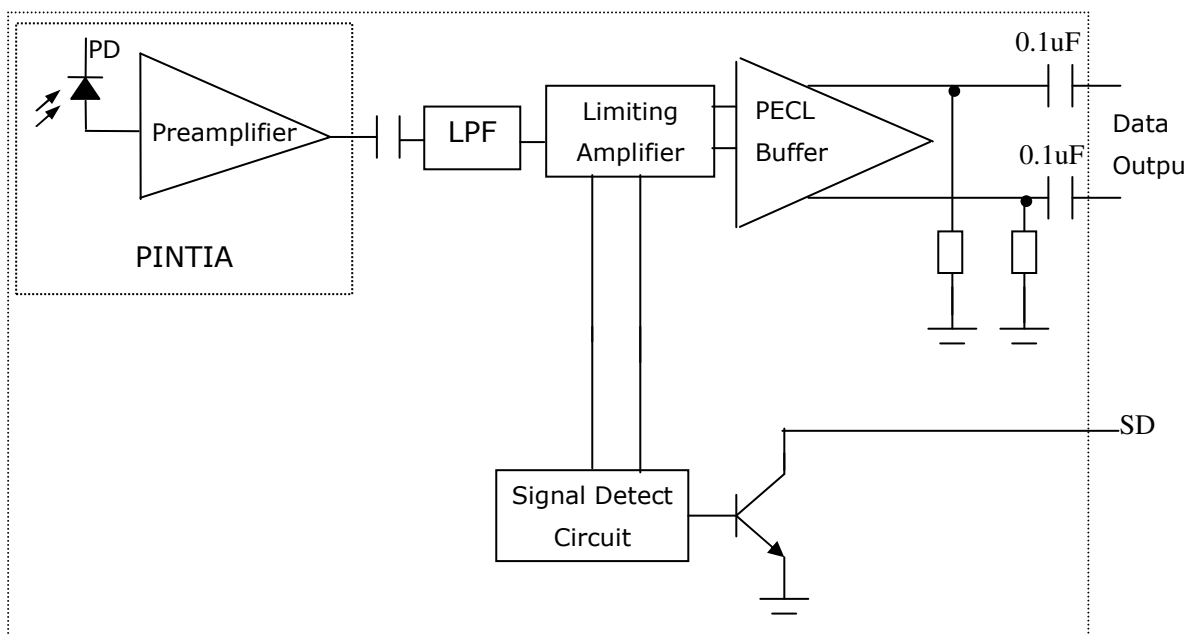 PD
Preamplifier
PINTIA
LPF
Limiting
Amplifier
PECL
Buffer
0.1uF
0.1uF
Data
Outpu
SD
Signal Detect
Circuit